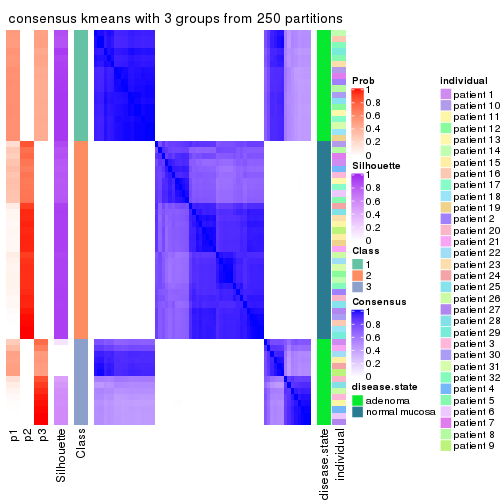 consensus kmeans with 3 groups from 250 partitions
p1
p2
p3
Silhouette
Class
disease.state
individual
Prob
1
0.8
0.6
0.4
0.2
0
Silhouette
1
0.8
0.6
0.4
0.2
0
Class
1
2
3
Consensus
1
0.8
0.6
0.4
0.2
0
disease.state
adenoma
normal mucosa
individual
patient 1
patient 10
patient 11
patient 12
patient 13
patient 14
patient 15
patient 16
patient 17
patient 18
patient 19
patient 2
patient 20
patient 21
patient 22
patient 23
patient 24
patient 25
patient 26
patient 27
patient 28
patient 29
patient 3
patient 30
patient 31
patient 32
patient 4
patient 5
patient 6
patient 7
patient 8
patient 9